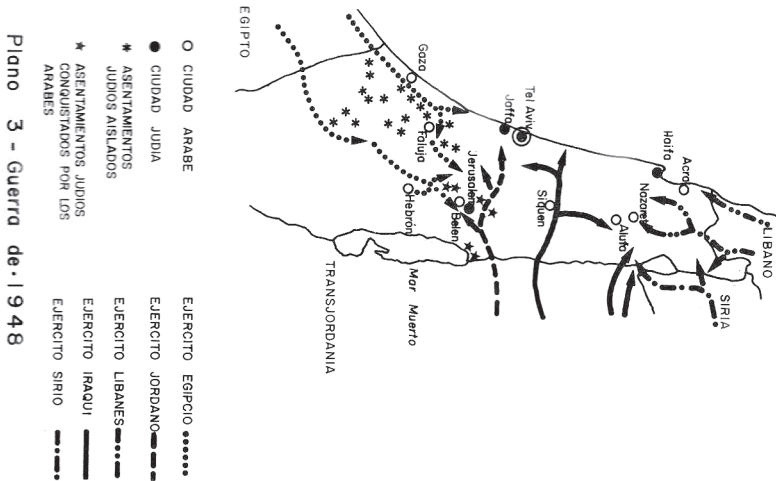 LIBANO
SIRIA
Acra
Haifa
Nazaret
Alufa
Siquen
Tel Aviv
Jaffa
Jerusalen
Belen
Hebrón
Faluja
Gaza
Mar Muerto
TRANSJORDANIA
EGIPTO
CIUDAD ARABE
CIUDAD JUDIA
ASENTAMIENTOS
JUDIOS AISLADOS
ASENTAMIENTOS JUDIOS
CONQUISTADOS POR LOS
ARABES
EJERCITO EGIPCIO
EJERCITO JORDANO
EJERCITO LIBANES
EJERCITO IRAQUI
EJERCITO SIRIO
Plano 3 - Guerra de · 1948